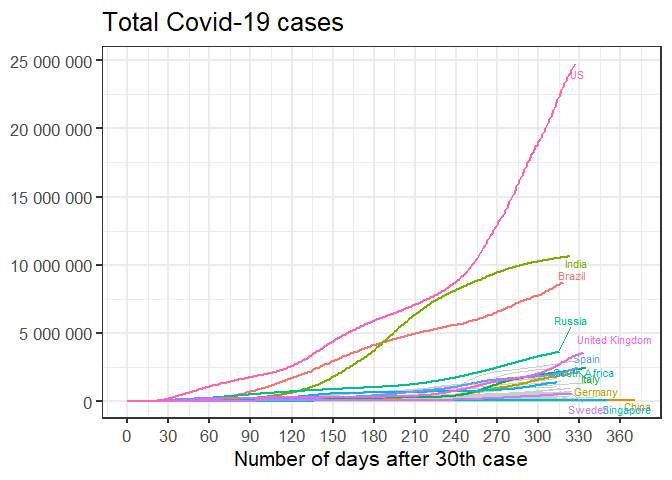 Total Covid-19 cases
25 000 000
20 000 000
15 000 000
10 000 000
5 000 000
0
US
India
Brazil
Russia
United Kingdom
Spain
South Africa
Italy
Germany
China
Sweden
Singapore
0 30 60 90 120 150 180 210 240 270 300 330 360
Number of days after 30th case